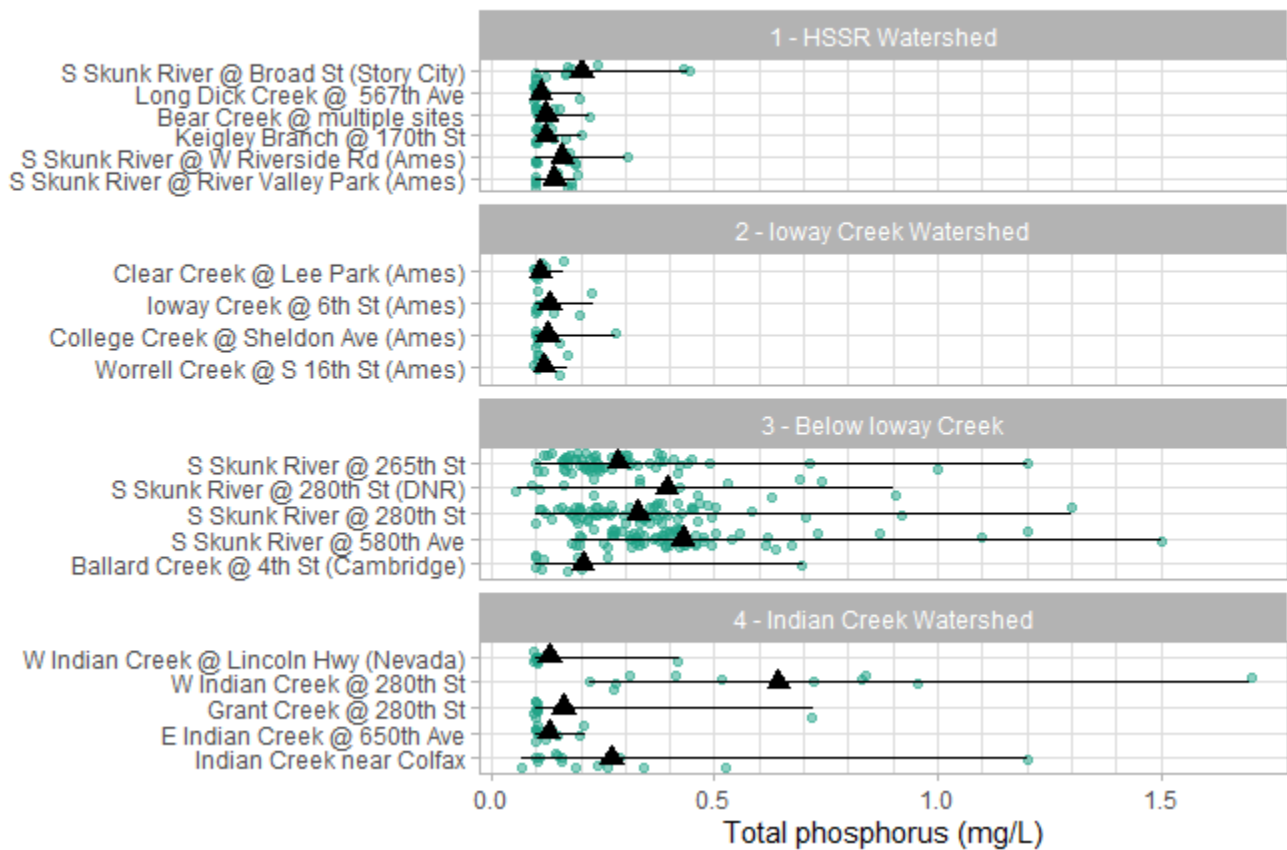 1 - HSSR Watershed
S Skunk River @ Broad St (Story City)
Long Dick Creek @  567th Ave
Bear Creek @ multiple sites
Keigley Branch @ 170th St
S Skunk River @ W Riverside Rd (Ames)
S Skunk River @ River Valley Park (Ames)
2 - Ioway Creek Watershed
Clear Creek @ Lee Park (Ames)
Ioway Creek @ 6th St (Ames)
College Creek @ Sheldon Ave (Ames)
Worrell Creek @ S 16th St (Ames)
3 - Below Ioway Creek
S Skunk River @ 265th St
S Skunk River @ 280th St (DNR)
S Skunk River @ 280th St
S Skunk River @ 580th Ave
Ballard Creek @ 4th St (Cambridge)
4 - Indian Creek Watershed
W Indian Creek @ Lincoln Hwy (Nevada)
W Indian Creek @ 280th St
Grant Creek @ 280th St
E Indian Creek @ 650th Ave
Indian Creek near Colfax
0.0 0.5 1.0 1.5
Total phosphorus (mg/L)